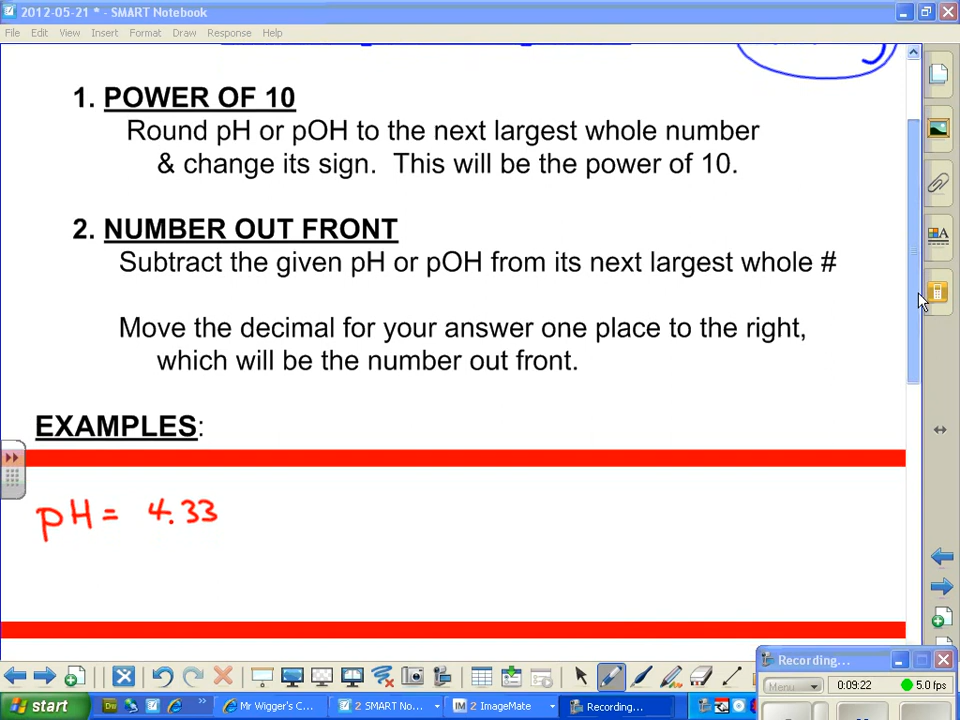 2012-05-21 * - SMART Notebook
File Edit View Insert Format Draw Response Help
1. POWER OF 10
Round pH or pOH to the next largest whole number
& change its sign. This will be the power of 10.
2. NUMBER OUT FRONT
Subtract the given pH or pOH from its next largest whole #
Move the decimal for your answer one place to the right,
which will be the number out front.
EXAMPLES:
pH = 4.33
Recording...
Menu 0:09:22 5.0 fps
start Mr Wigger's C... 2 SMART No... 2 ImageMate Recording...